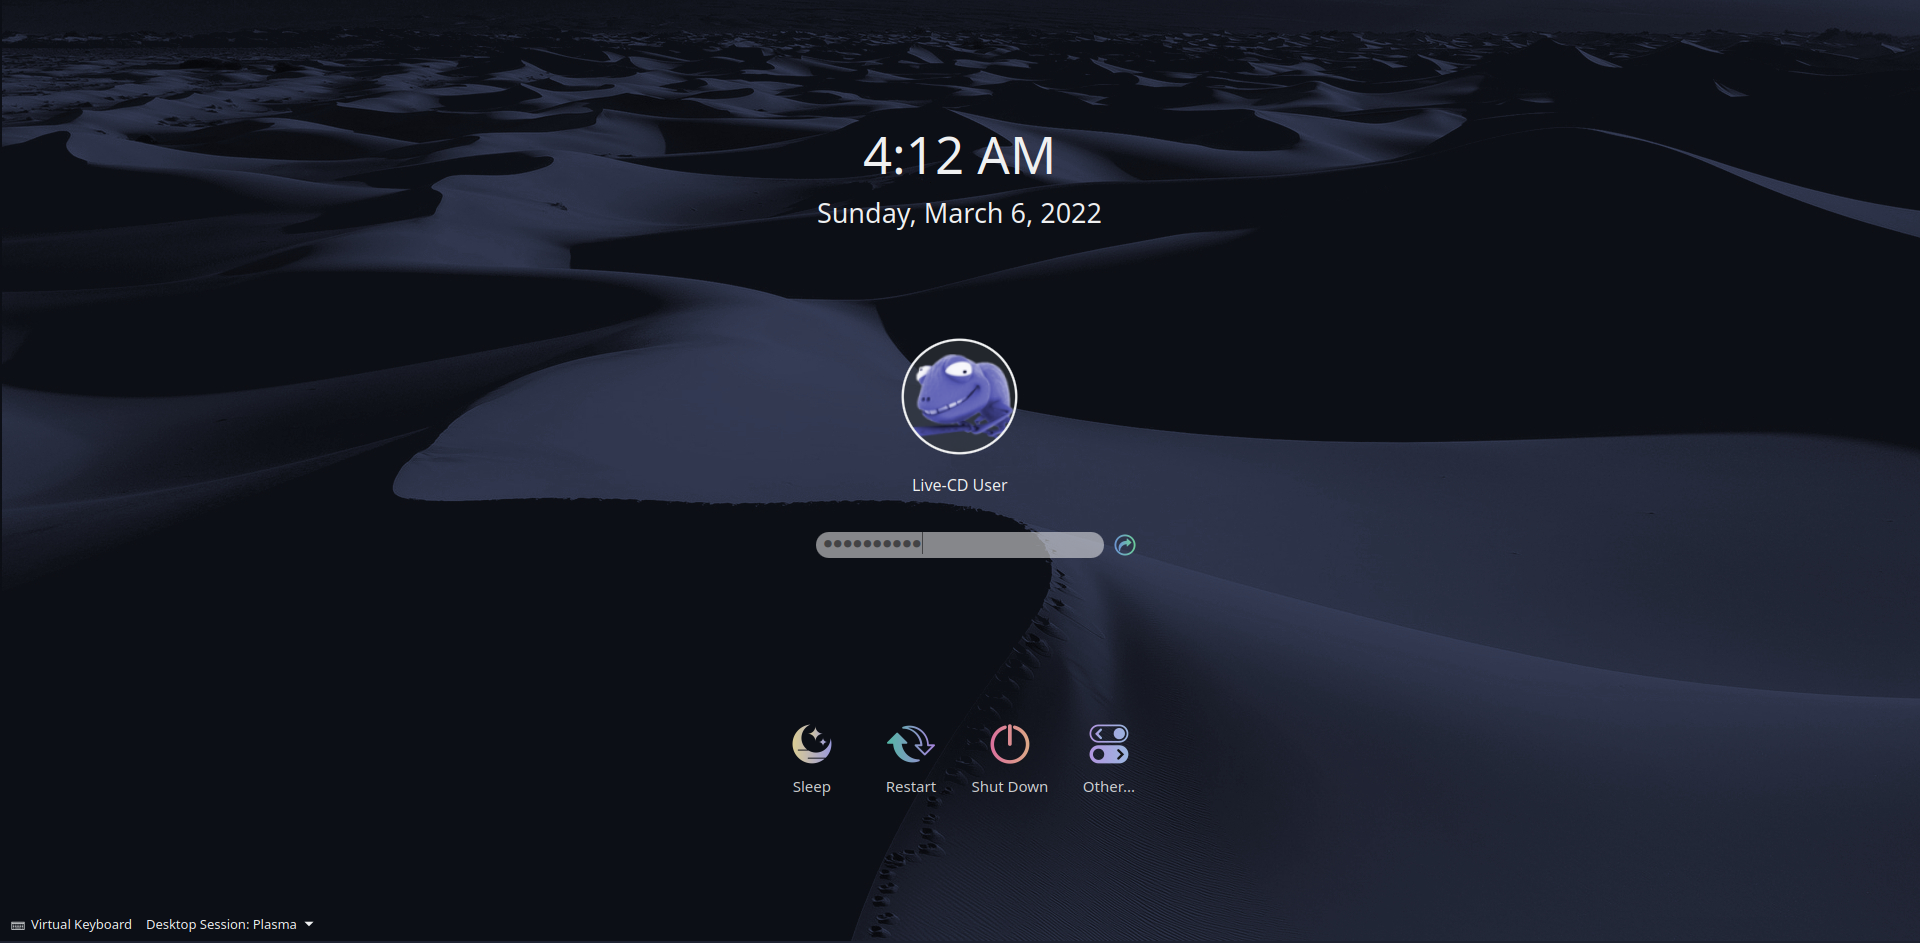 4:12 AM
Sunday, March 6, 2022
Live-CD User
Sleep
Restart
Shut Down
Other...
Virtual Keyboard
Desktop Session: Plasma